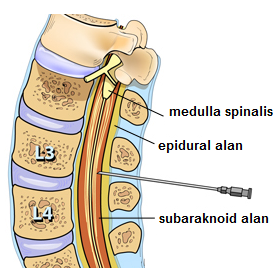 medulla spinalis
epidural alan
L3
L4
subaraknoid alan